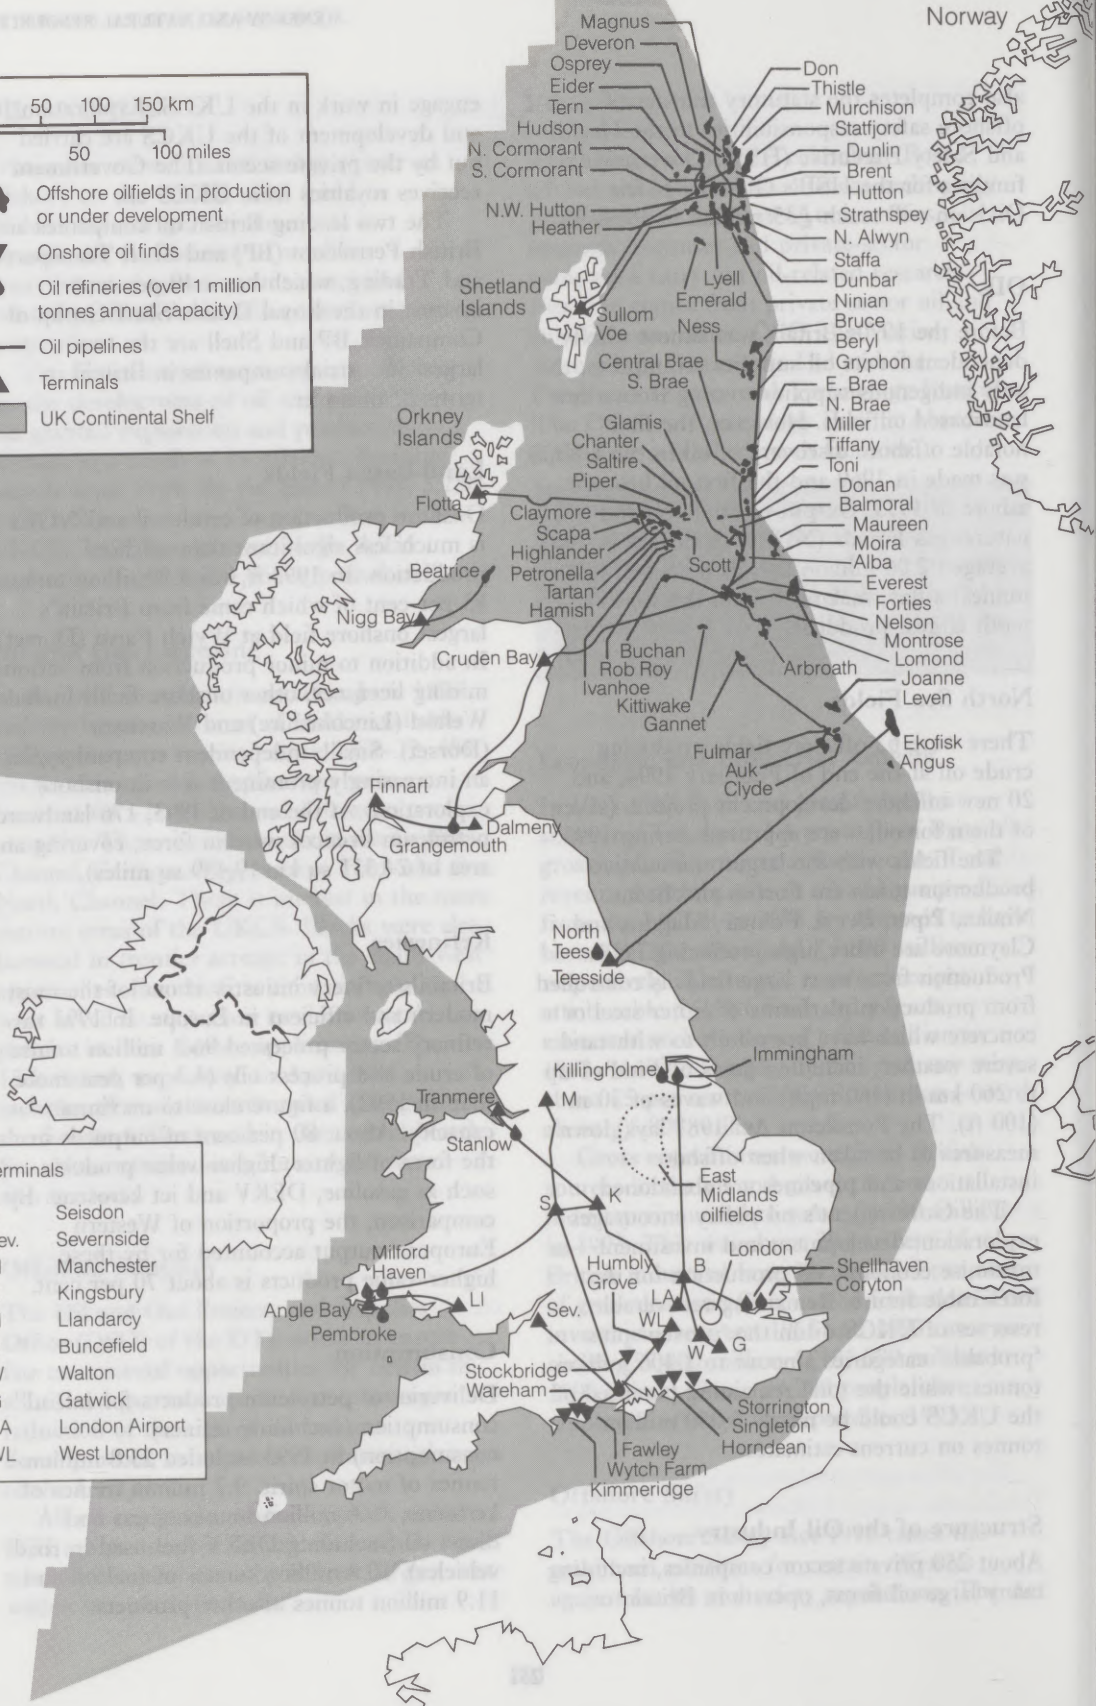 Norway
50 100 150 km
50 100 miles
Offshore oilfields in production
or under development
Onshore oil finds
Oil refineries (over 1 million
tonnes annual capacity)
Oil pipelines
Terminals
UK Continental Shelf
Magnus
Deveron
Osprey
Eider
Tern
Hudson
N. Cormorant
S. Cormorant
N.W. Hutton
Heather
Don
Thistle
Murchison
Statfjord
Dunlin
Brent
Hutton
Strathspey
N. Alwyn
Staffa
Dunbar
Ninian
Bruce
Beryl
Gryphon
E. Brae
N. Brae
Miller
Tiffany
Toni
Donan
Balmoral
Maureen
Moira
Alba
Everest
Forties
Nelson
Montrose
Lomond
Joanne
Leven
Lyell
Emerald
Ness
Shetland
Islands
Sullom
Voe
Central Brae
S. Brae
Orkney
Islands
Glamis
Chanter
Saltire
Piper
Flotta
Claymore
Scapa
Highlander
Petronella
Tartan
Hamish
Scott
Beatrice
Nigg Bay
Cruden Bay
Buchan
Rob Roy
Ivanhoe
Kittiwake
Gannet
Arbroath
Fulmar
Auk
Clyde
Ekofisk
Angus
Finnart
Dalmeny
Grangemouth
North
Tees
Teesside
Immingham
Killingholme
Tranmere
M
Stanlow
S
K
East
Midlands
oilfields
erminals
Seisdon
ev. Severnside
Manchester
Kingsbury
Llandarcy
Buncefield
Walton
Gatwick
A London Airport
VL West London
Milford
Haven
Angle Bay
Pembroke
Ll
Sev.
Humbly
Grove
B
London
Shellhaven
Coryton
LA
WL
W
G
Stockbridge
Wareham
Storrington
Singleton
Horndean
Fawley
Wytch Farm
Kimmeridge